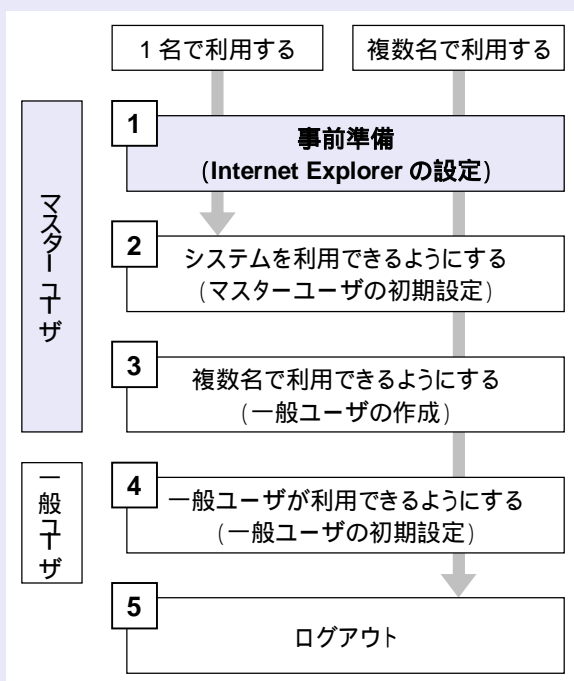 1 名で利用する
複数名で利用する
マスターユーザ
1
事前準備
(Internet Explorer の設定)
2
システムを利用できるようにする
(マスターユーザの初期設定)
3
複数名で利用できるようにする
(一般ユーザの作成)
一般ユーザ
4
一般ユーザが利用できるようにする
(一般ユーザの初期設定)
5
ログアウト